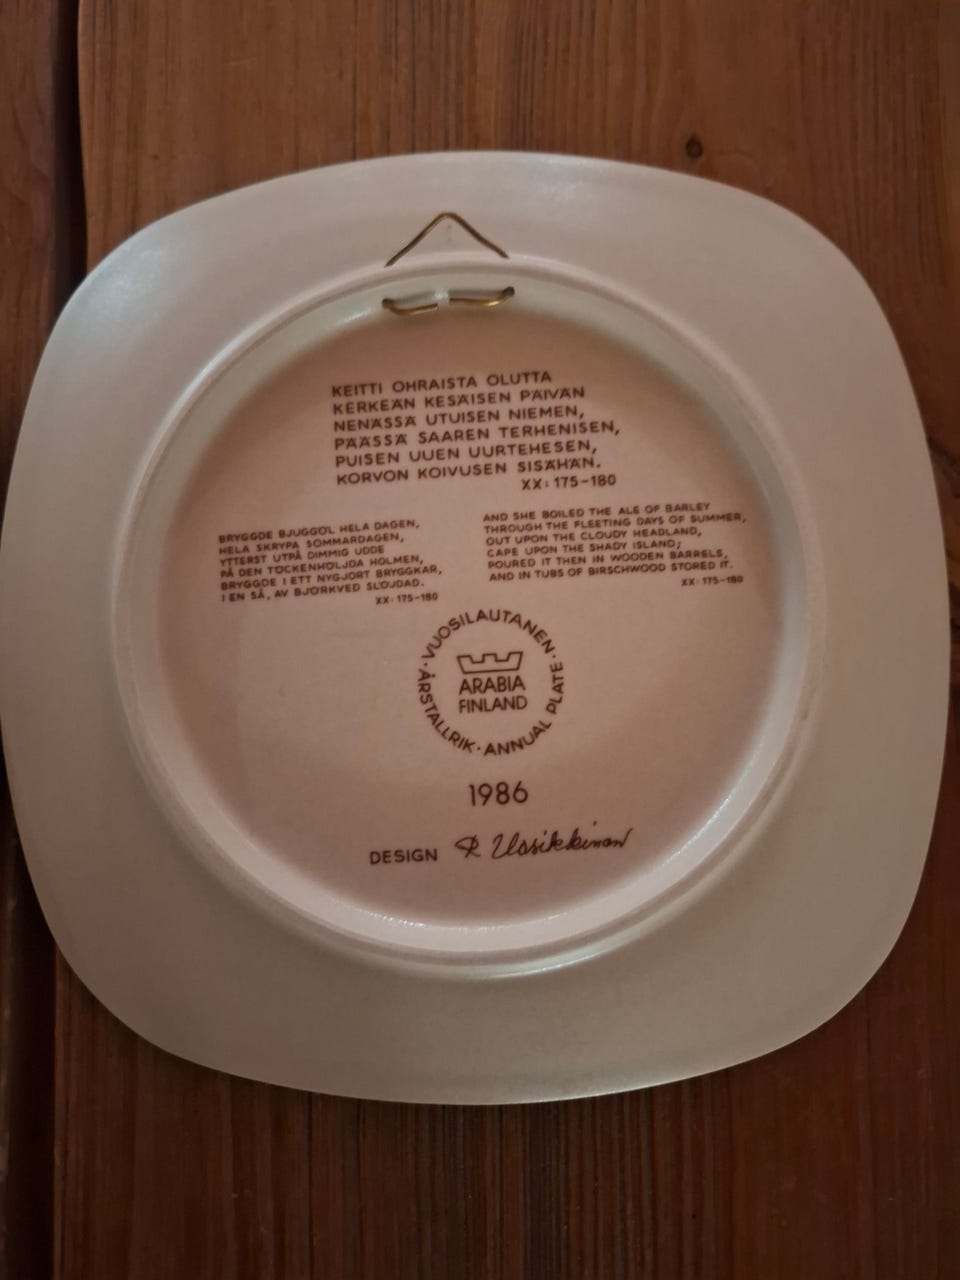 KEITTI OHRAISTA OLUTTA
KERKEÄN KESÄISEN PÄIVÄN
NENÄSSÄ UTUISEN NIEMEN,
PÄÄSSÄ SAAREN TERHENISEN,
PUISEN UUEN UURTEHESEN,
KORVON KOIVUSEN SISÄHÄN.
XX: 175-180
BRYGGDE BJUGGÖL HELA DAGEN,
HELA SKRYPA SOMMARDAGEN,
YTTERST UTPÅ DIMMIG UDDE
PÅ DEN TÖCKENHÖLJDA HOLMEN,
BRYGGDE I ETT NYGJORT BRYGGKAR,
I EN SÅ, AV BJÖRKVED SLÖJDAD.
XX: 175-180
AND SHE BOILED THE ALE OF BARLEY
THROUGH THE FLEETING DAYS OF SUMMER,
OUT UPON THE CLOUDY HEADLAND,
CAPE UPON THE SHADY ISLAND;
POURED IT THEN IN WOODEN BARRELS,
AND IN TUBS OF BIRSCHWOOD STORED IT.
XX: 175-180
· VUOSILAUTANEN · ANNUAL PLATE · ÅRSTALLRIK
ARABIA
FINLAND
1986
DESIGN R Uosikkinen